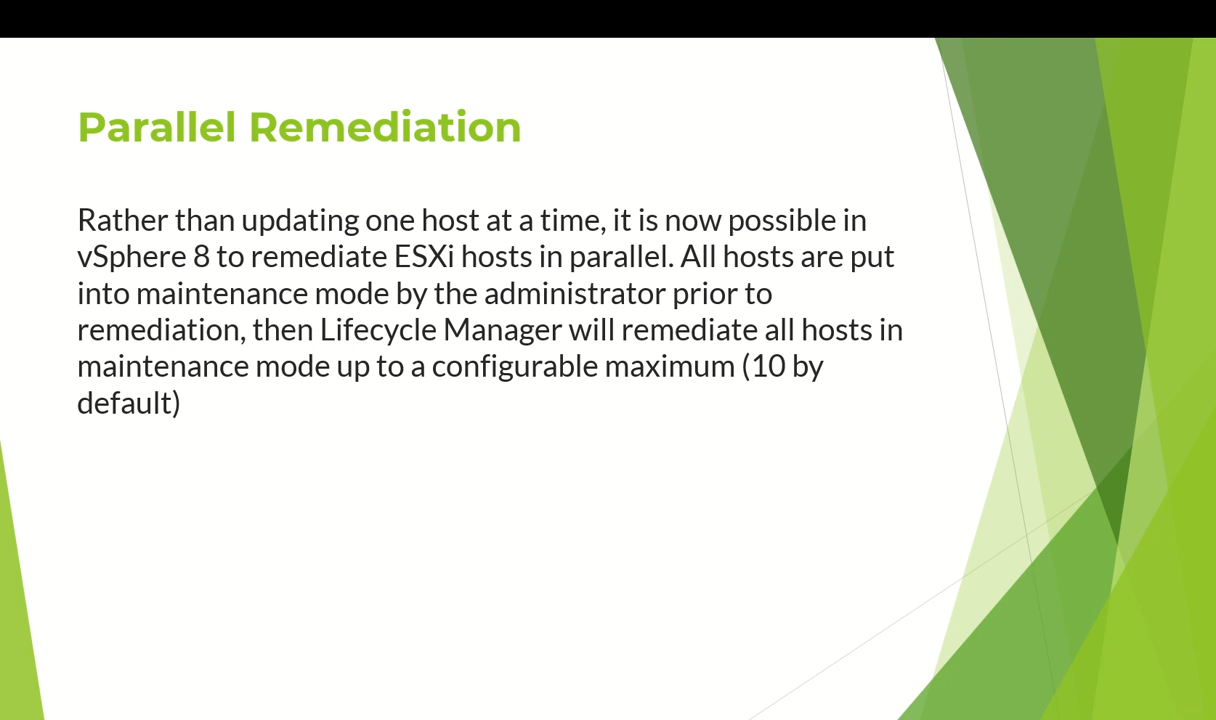 Parallel Remediation
Rather than updating one host at a time, it is now possible in
vSphere 8 to remediate ESXi hosts in parallel. All hosts are put
into maintenance mode by the administrator prior to
remediation, then Lifecycle Manager will remediate all hosts in
maintenance mode up to a configurable maximum (10 by
default)